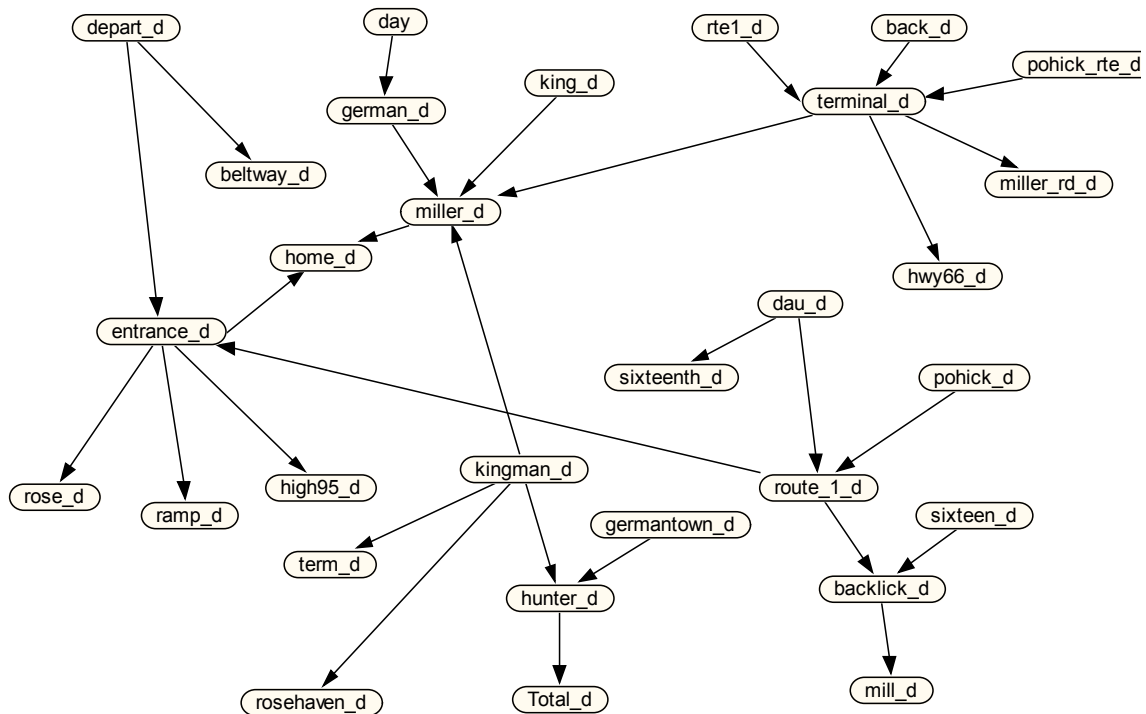 depart_d
day
rte1_d
back_d
pohick_rte_d
king_d
german_d
terminal_d
beltway_d
miller_rd_d
miller_d
home_d
hwy66_d
dau_d
entrance_d
sixteenth_d
pohick_d
kingman_d
high95_d
route_1_d
rose_d
ramp_d
germantown_d
sixteen_d
term_d
hunter_d
backlick_d
rosehaven_d
Total_d
mill_d